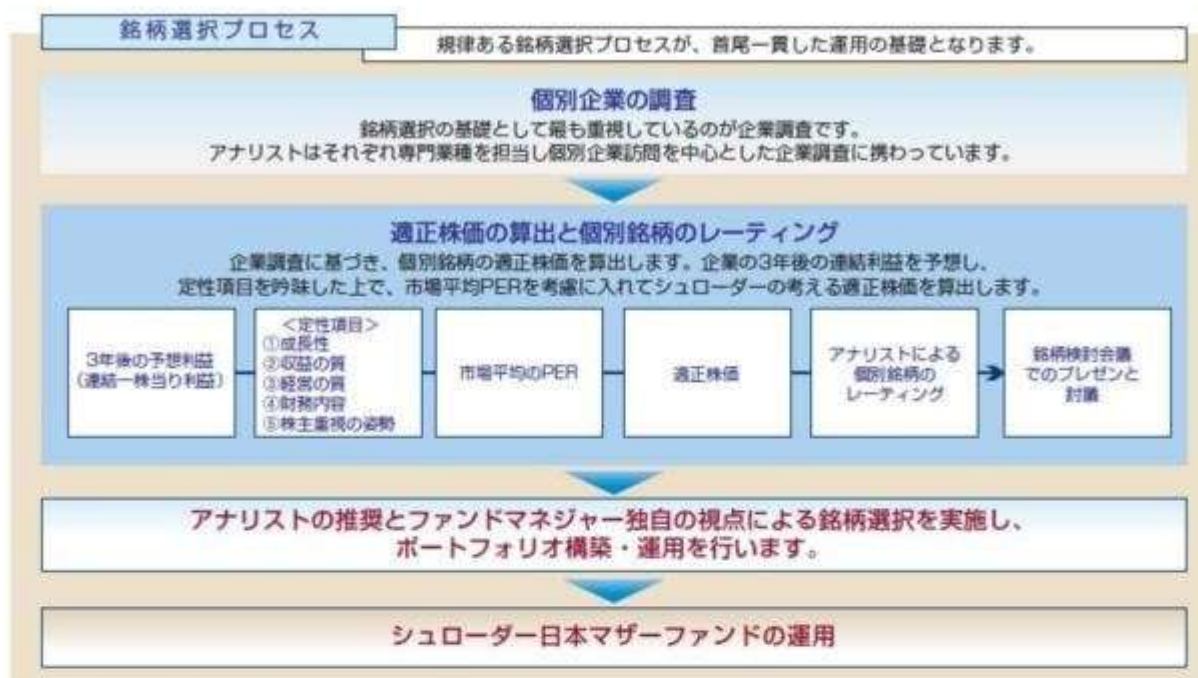 銘柄選択プロセス
規律ある銘柄選択プロセスが、首尾一貫した運用の基礎となります。
個別企業の調査
銘柄選択の基礎として最も重視しているのが企業調査です。
アナリストはそれぞれ専門業種を担当し個別企業訪問を中心とした企業調査に携わっています。
適正株価の算出と個別銘柄のレーティング
企業調査に基づき、個別銘柄の適正株価を算出します。企業の3年後の連結利益を予想し、
定性項目を吟味した上で、市場平均PERを考慮に入れてシュローダーの考える適正株価を算出します。
3年後の予想利益
(連結一株当り利益)
＜定性項目＞
①成長性
②収益の質
③経営の質
④財務内容
⑤株主重視の姿勢
市場平均のPER
適正株価
アナリストによる
個別銘柄の
レーティング
銘柄検討会議
でのプレゼンと
討議
アナリストの推奨とファンドマネジャー独自の視点による銘柄選択を実施し、
ポートフォリオ構築・運用を行います。
シュローダー日本マザーファンドの運用